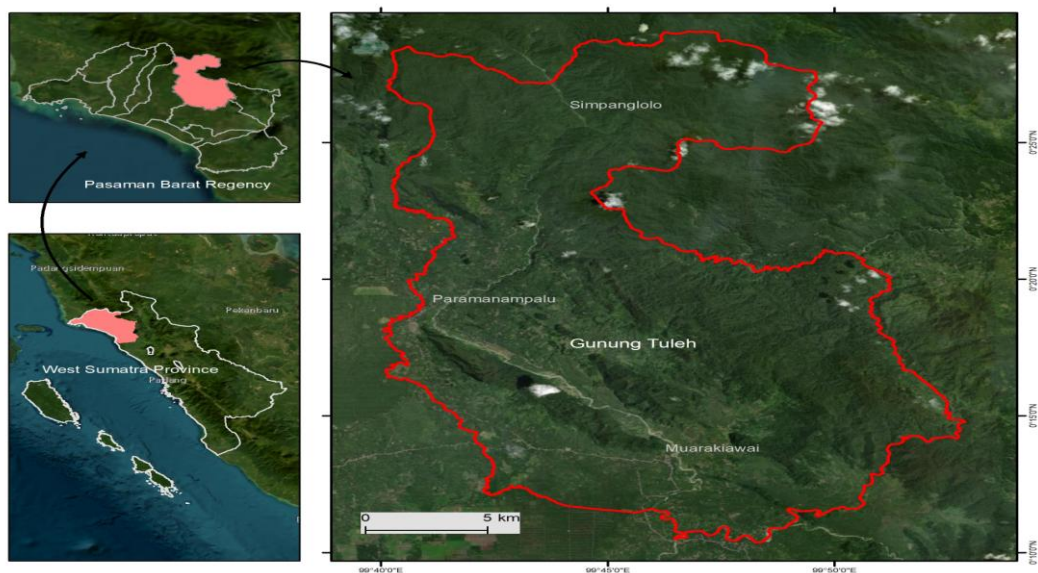 Pasaman Barat Regency
Padangsidempuan
Pekanbaru
West Sumatra Province
Padang
Simpanglolo
Paramanampalu
Gunung Tuleh
Muarakiawai
0 5 km
0°25'0"N
0°20'0"N
0°15'0"N
0°10'0"N
99°40'0"E 99°45'0"E 99°50'0"E